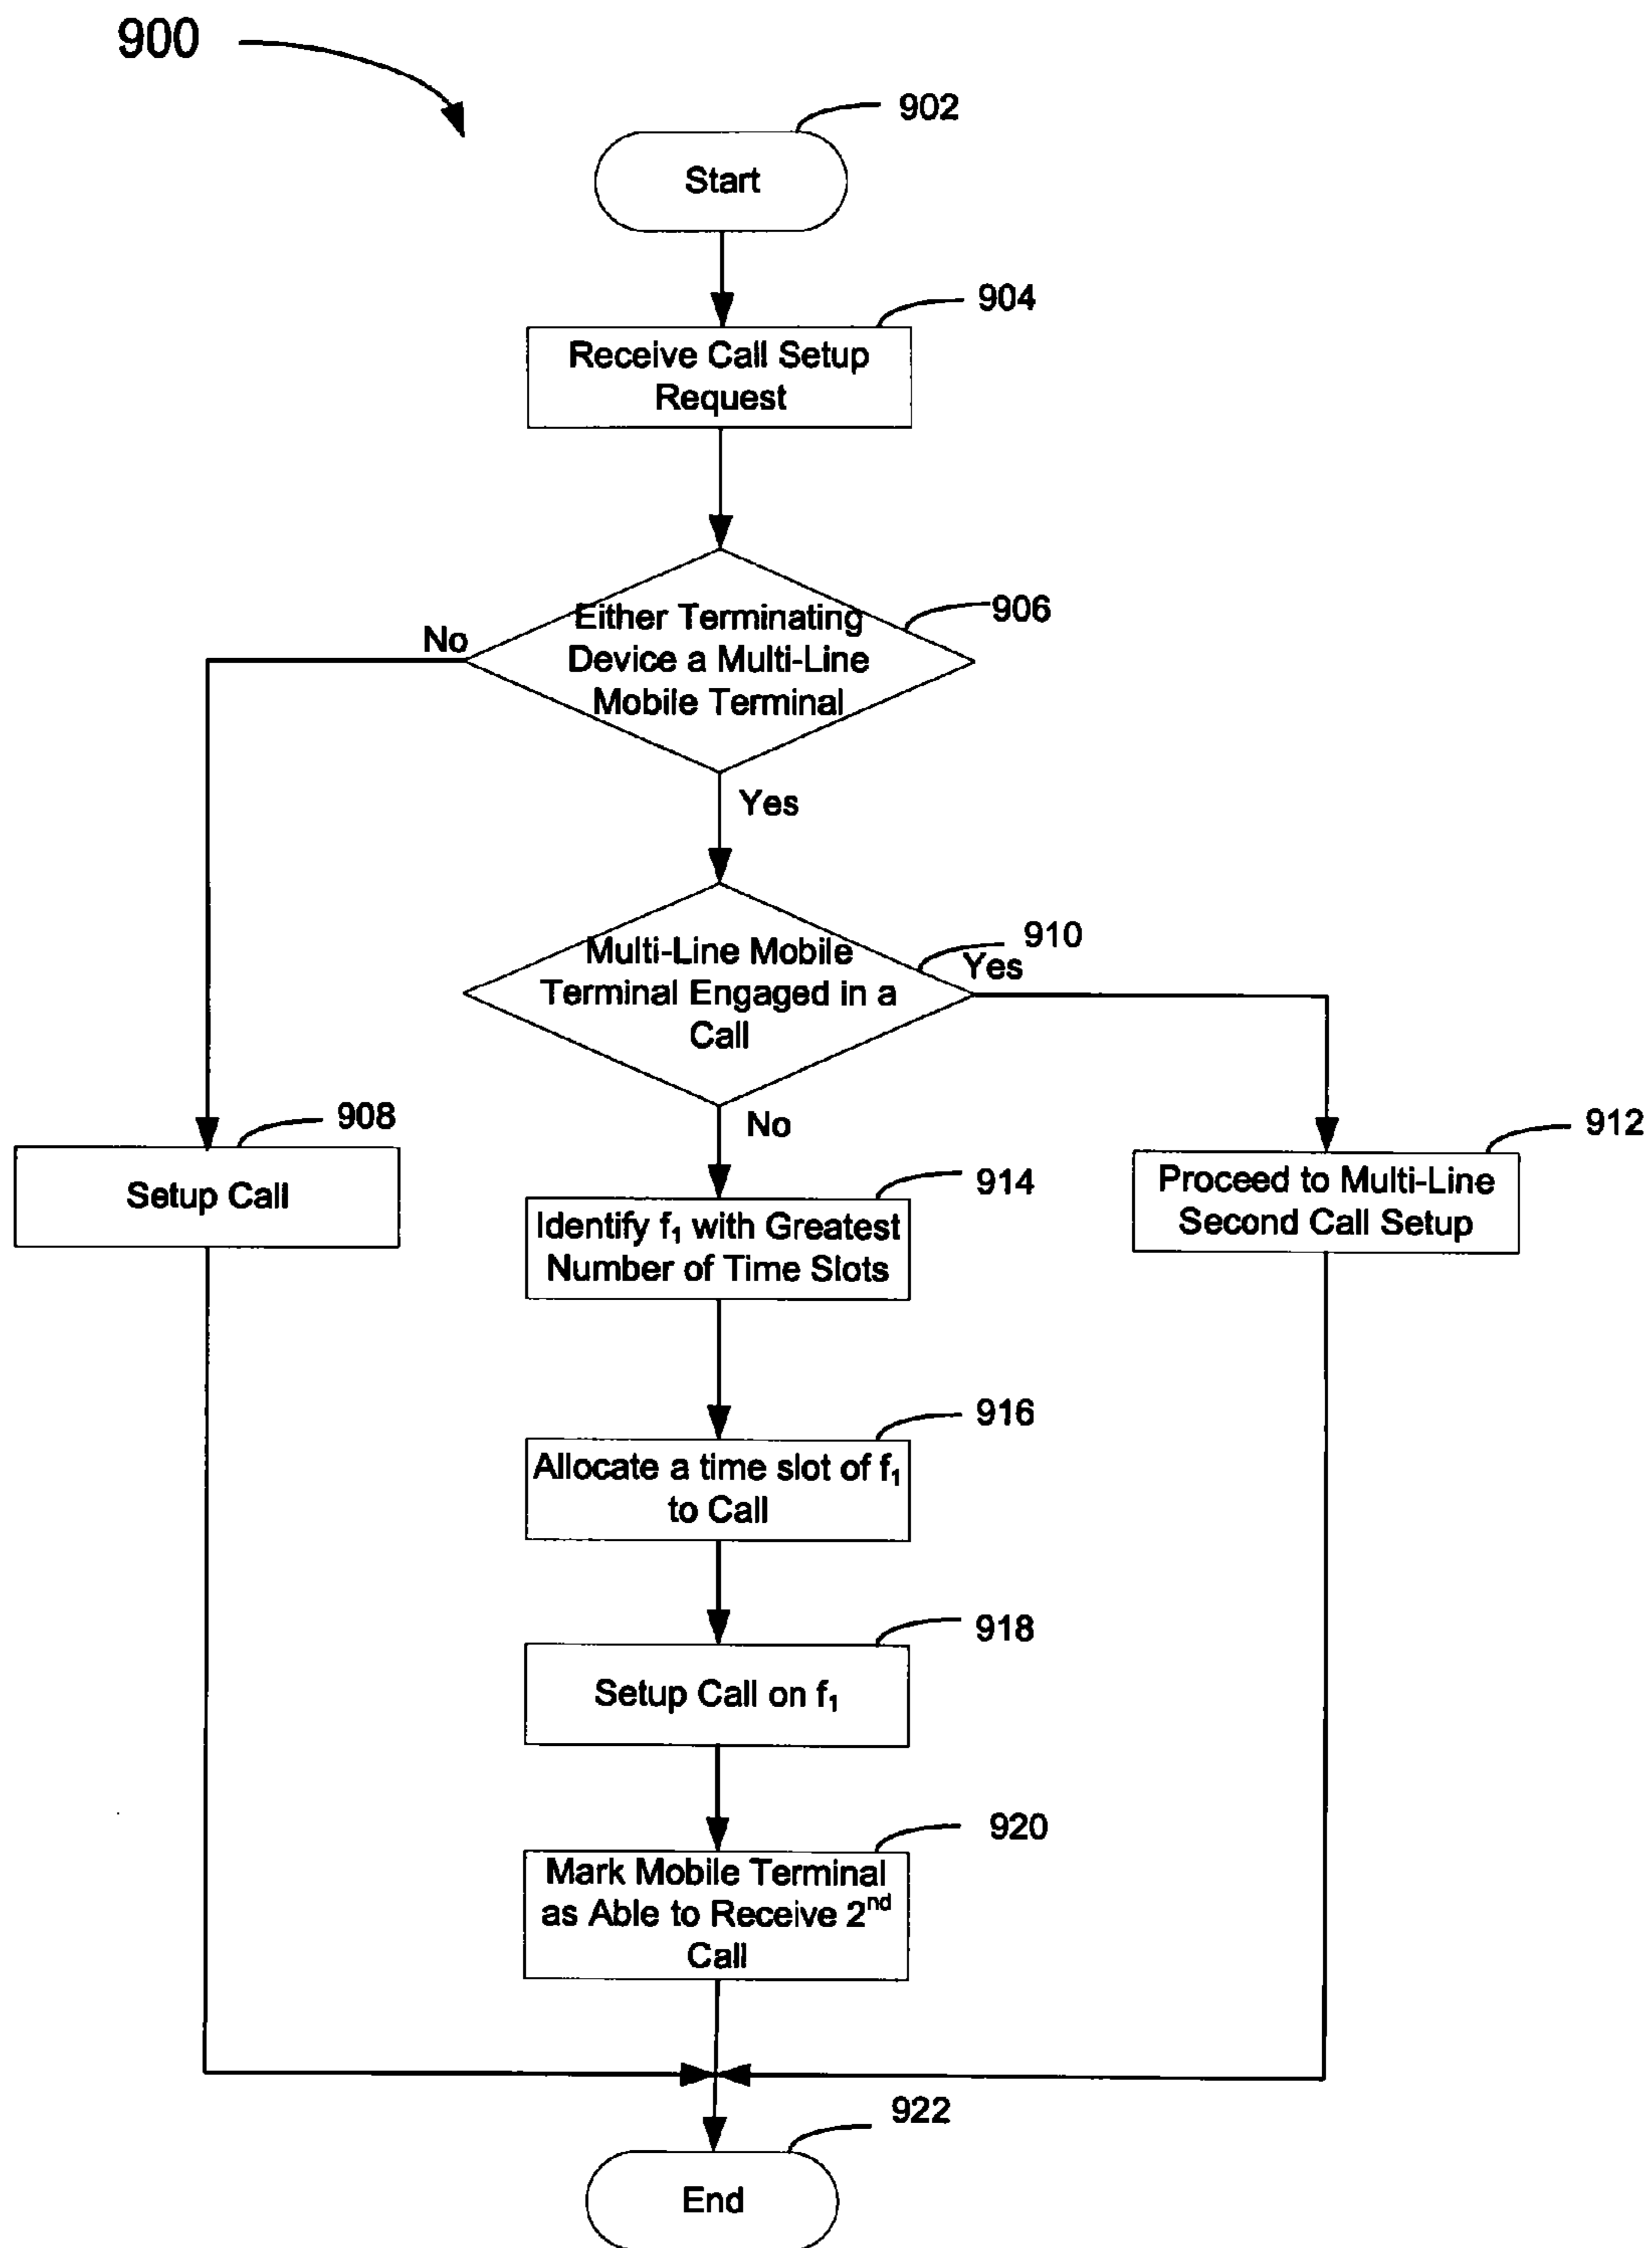 900
902
Start
904
Receive Call Setup
Request
906
Either Terminating
Device a Multi-Line
Mobile Terminal
No
Yes
910
Multi-Line Mobile
Terminal Engaged in a
Call
Yes
No
908
Setup Call
912
Proceed to Multi-Line
Second Call Setup
914
Identify f₁ with Greatest
Number of Time Slots
916
Allocate a time slot of f₁
to Call
918
Setup Call on f₁
920
Mark Mobile Terminal
as Able to Receive 2ⁿᵈ
Call
922
End